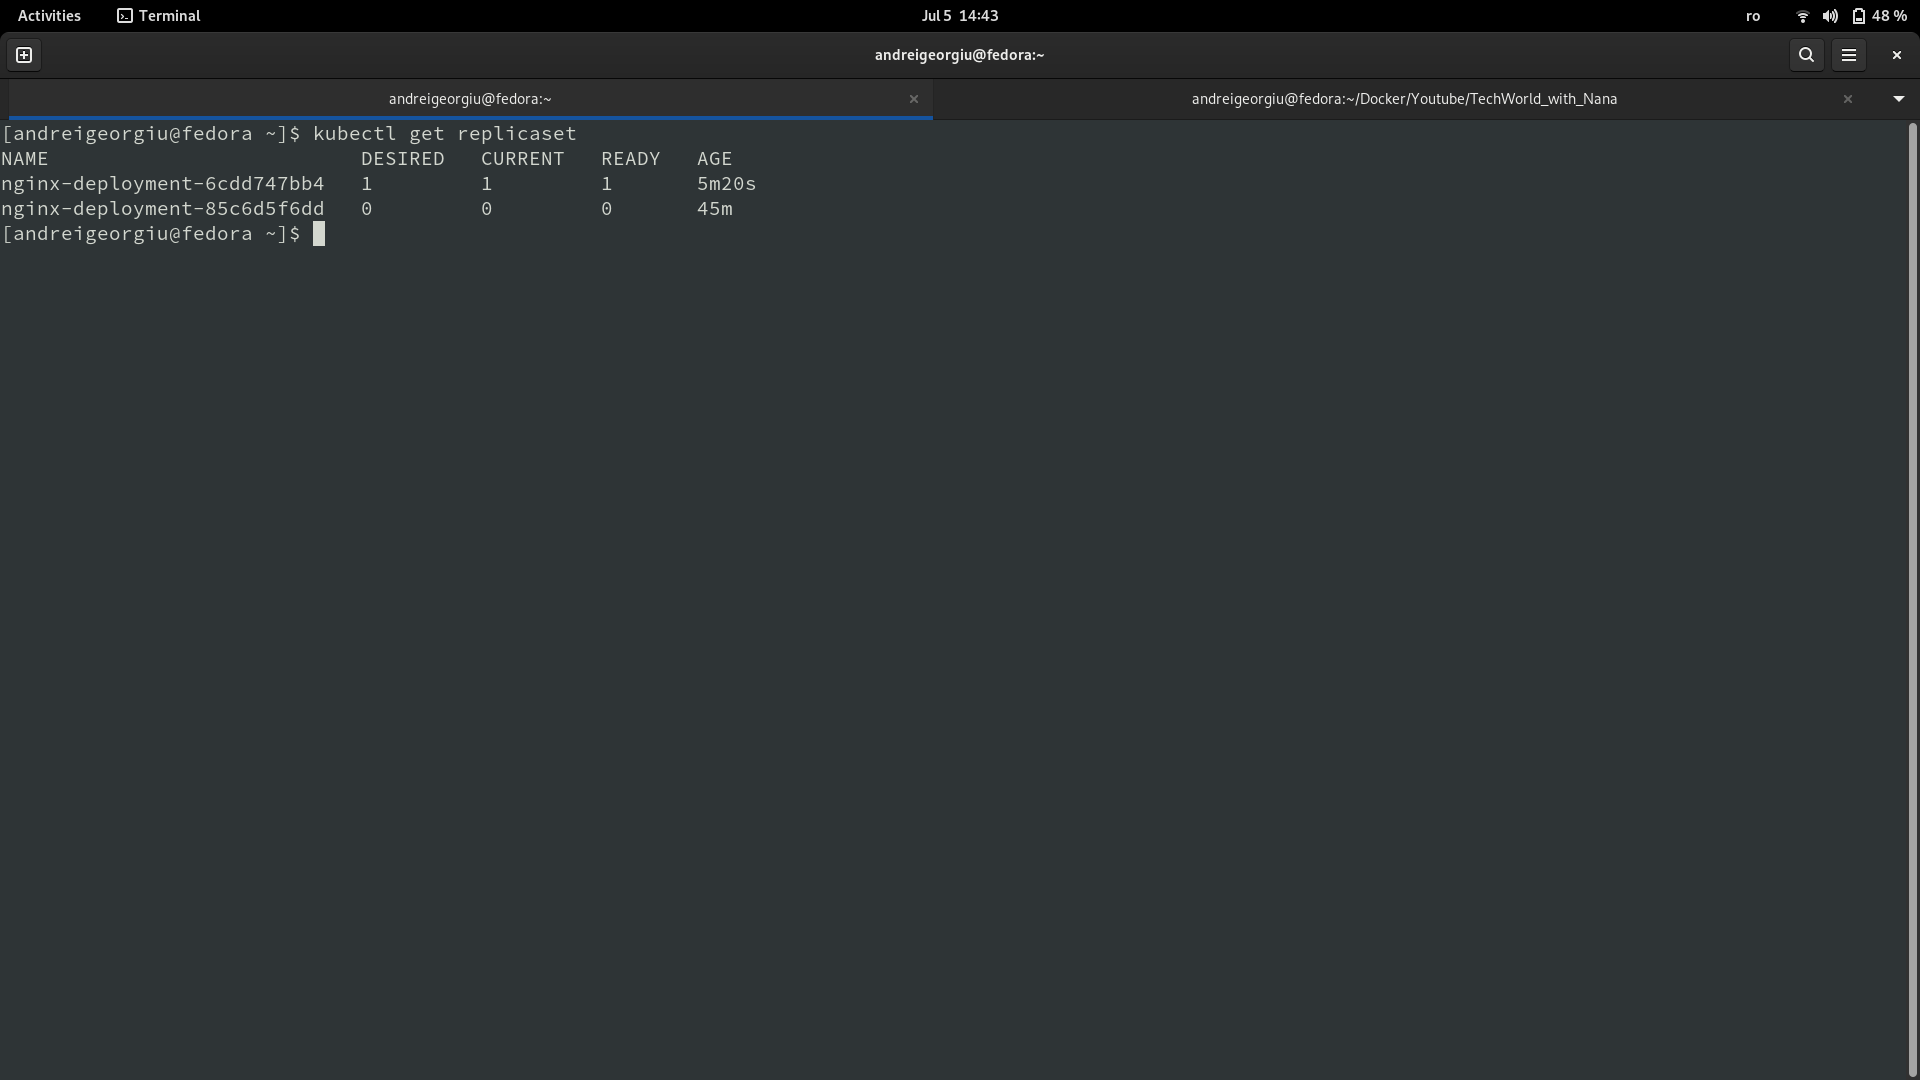 Activities Terminal Jul 5 14:43 ro 48 %
andreigeorgiu@fedora:~
andreigeorgiu@fedora:~ andreigeorgiu@fedora:~/Docker/Youtube/TechWorld_with_Nana
[andreigeorgiu@fedora ~]$ kubectl get replicaset
NAME DESIRED CURRENT READY AGE
nginx-deployment-6cdd747bb4 1 1 1 5m20s
nginx-deployment-85c6d5f6dd 0 0 0 45m
[andreigeorgiu@fedora ~]$